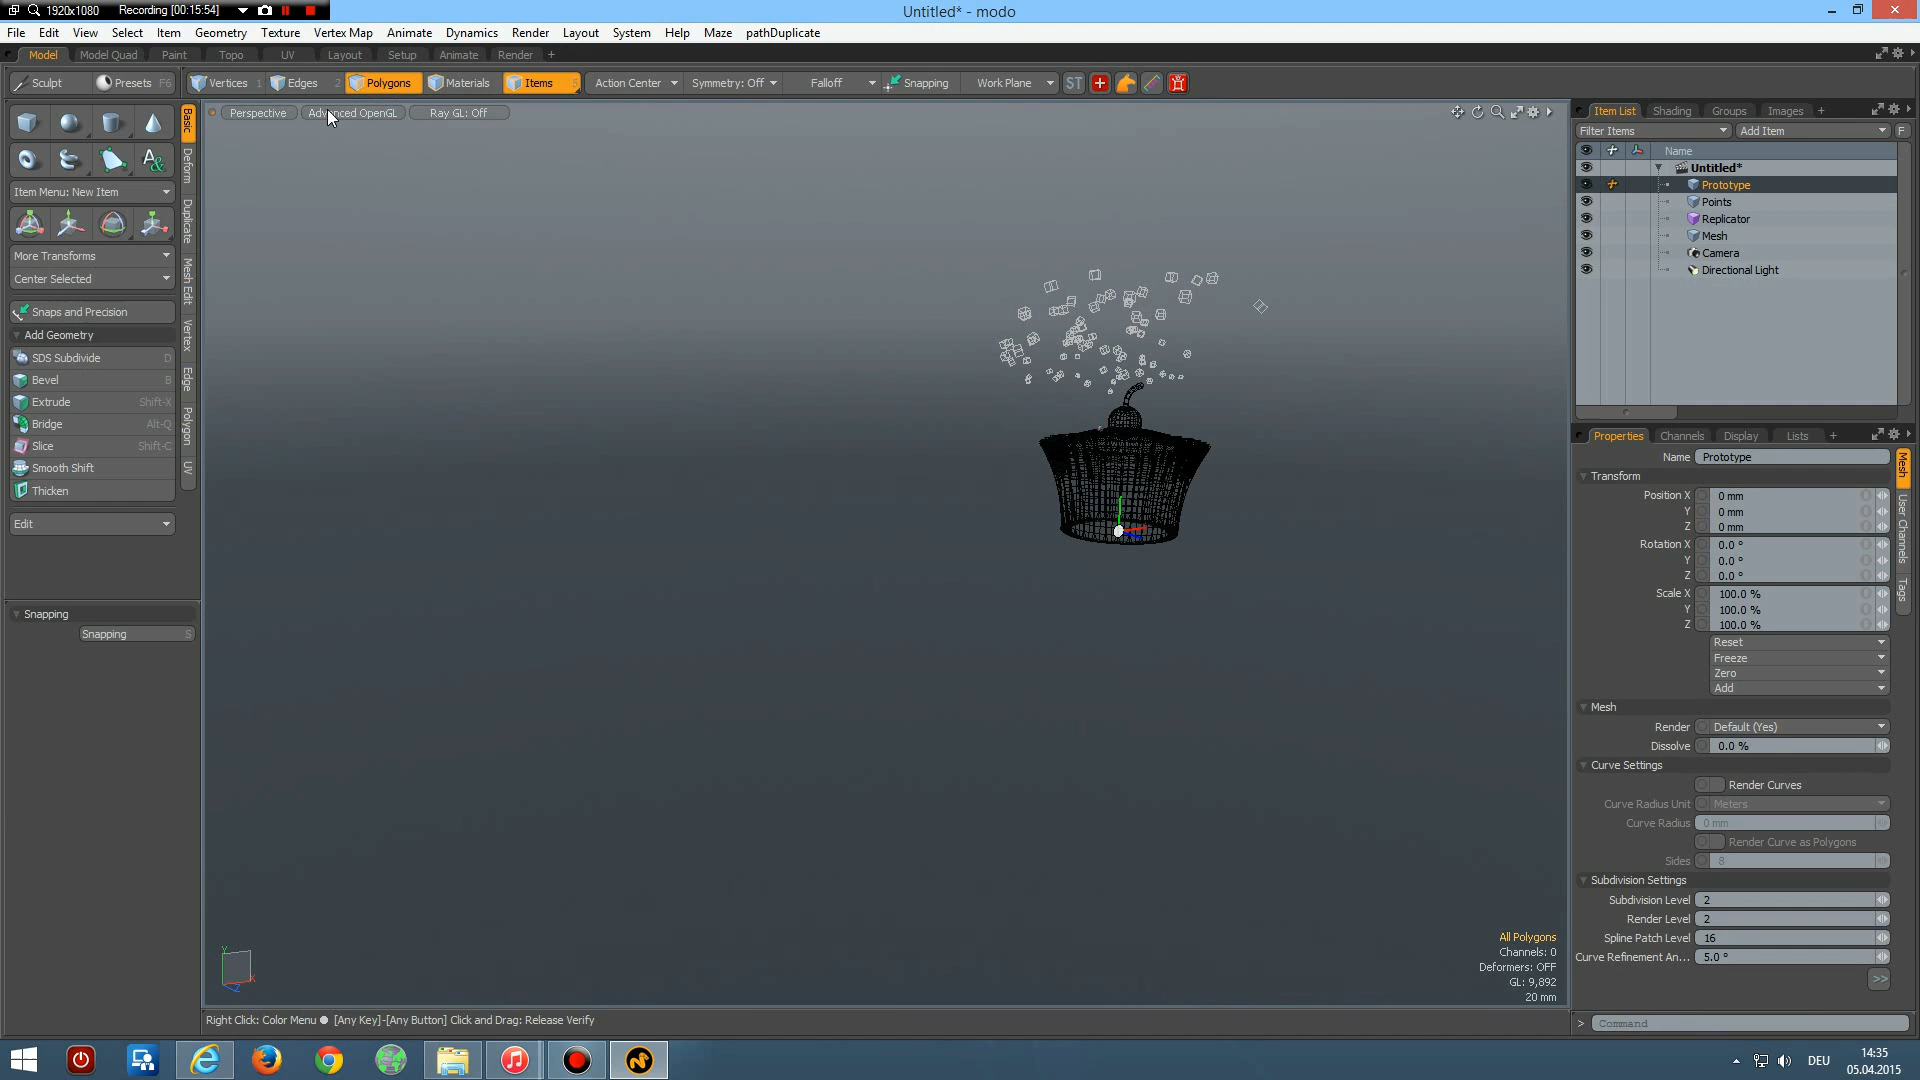 1920x1080 Recording [00:15:54]
Untitled* - modo
File Edit View Select Item Geometry Texture Vertex Map Animate Dynamics Render Layout System Help Maze pathDuplicate
Model Model Quad Paint Topo UV Layout Setup Animate Render +
Sculpt Presets F6 Vertices 1 Edges 2 Polygons Materials Items 5 Action Center Symmetry: Off Falloff Snapping Work Plane ST
Perspective Advanced OpenGL Ray GL: Off
Basic
Deform
Duplicate
Mesh Edit
Vertex
Edge
Polygon
UV
Item Menu: New Item
More Transforms
Center Selected
Snaps and Precision
Add Geometry
SDS Subdivide D
Bevel B
Extrude Shift-X
Bridge Alt-Q
Slice Shift-C
Smooth Shift
Thicken
Edit
Snapping
Snapping S
Y
X
Z
All Polygons
Channels: 0
Deformers: OFF
GL: 9,892
20 mm
Right Click: Color Menu ● [Any Key]-[Any Button] Click and Drag: Release Verify
Item List Shading Groups Images +
Filter Items Add Item F
Name
Untitled*
Prototype
Points
Replicator
Mesh
Camera
Directional Light
Properties Channels Display Lists +
Mesh
User Channels
Tags
Name Prototype
Transform
Position X 0 mm
Y 0 mm
Z 0 mm
Rotation X 0.0 °
Y 0.0 °
Z 0.0 °
Scale X 100.0 %
Y 100.0 %
Z 100.0 %
Reset
Freeze
Zero
Add
Mesh
Render Default (Yes)
Dissolve 0.0 %
Curve Settings
Render Curves
Curve Radius Unit Meters
Curve Radius 0 mm
Render Curve as Polygons
Sides 8
Subdivision Settings
Subdivision Level 2
Render Level 2
Spline Patch Level 16
Curve Refinement An... 5.0 °
>>
> Command
DEU
14:35
05.04.2015